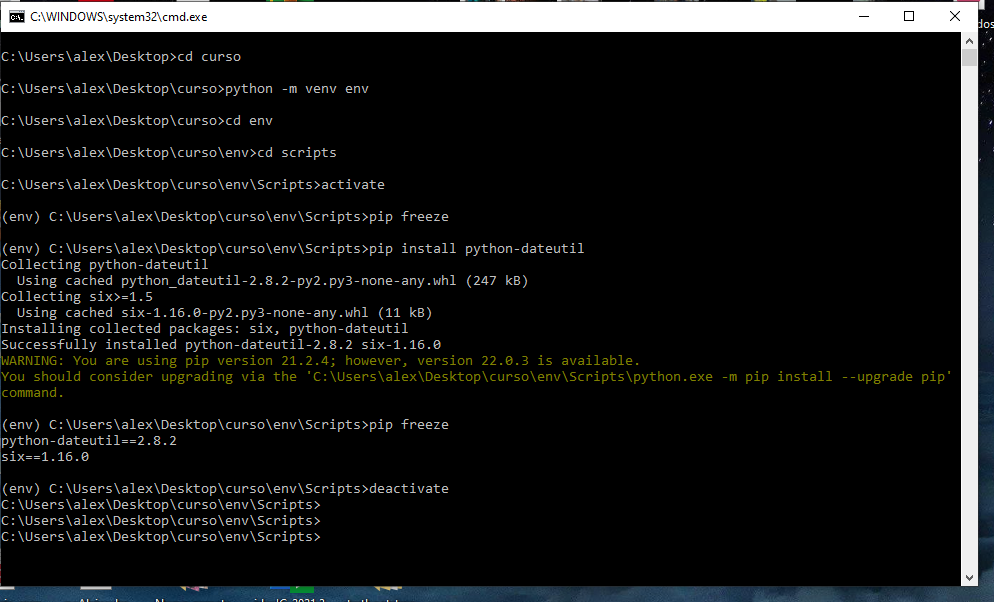 C:\WINDOWS\system32\cmd.exe
C:\Users\alex\Desktop>cd curso
C:\Users\alex\Desktop\curso>python -m venv env
C:\Users\alex\Desktop\curso>cd env
C:\Users\alex\Desktop\curso\env>cd scripts
C:\Users\alex\Desktop\curso\env\Scripts>activate
(env) C:\Users\alex\Desktop\curso\env\Scripts>pip freeze
(env) C:\Users\alex\Desktop\curso\env\Scripts>pip install python-dateutil
Collecting python-dateutil
  Using cached python_dateutil-2.8.2-py2.py3-none-any.whl (247 kB)
Collecting six>=1.5
  Using cached six-1.16.0-py2.py3-none-any.whl (11 kB)
Installing collected packages: six, python-dateutil
Successfully installed python-dateutil-2.8.2 six-1.16.0
WARNING: You are using pip version 21.2.4; however, version 22.0.3 is available.
You should consider upgrading via the 'C:\Users\alex\Desktop\curso\env\Scripts\python.exe -m pip install --upgrade pip'
command.
(env) C:\Users\alex\Desktop\curso\env\Scripts>pip freeze
python-dateutil==2.8.2
six==1.16.0
(env) C:\Users\alex\Desktop\curso\env\Scripts>deactivate
C:\Users\alex\Desktop\curso\env\Scripts>
C:\Users\alex\Desktop\curso\env\Scripts>
C:\Users\alex\Desktop\curso\env\Scripts>